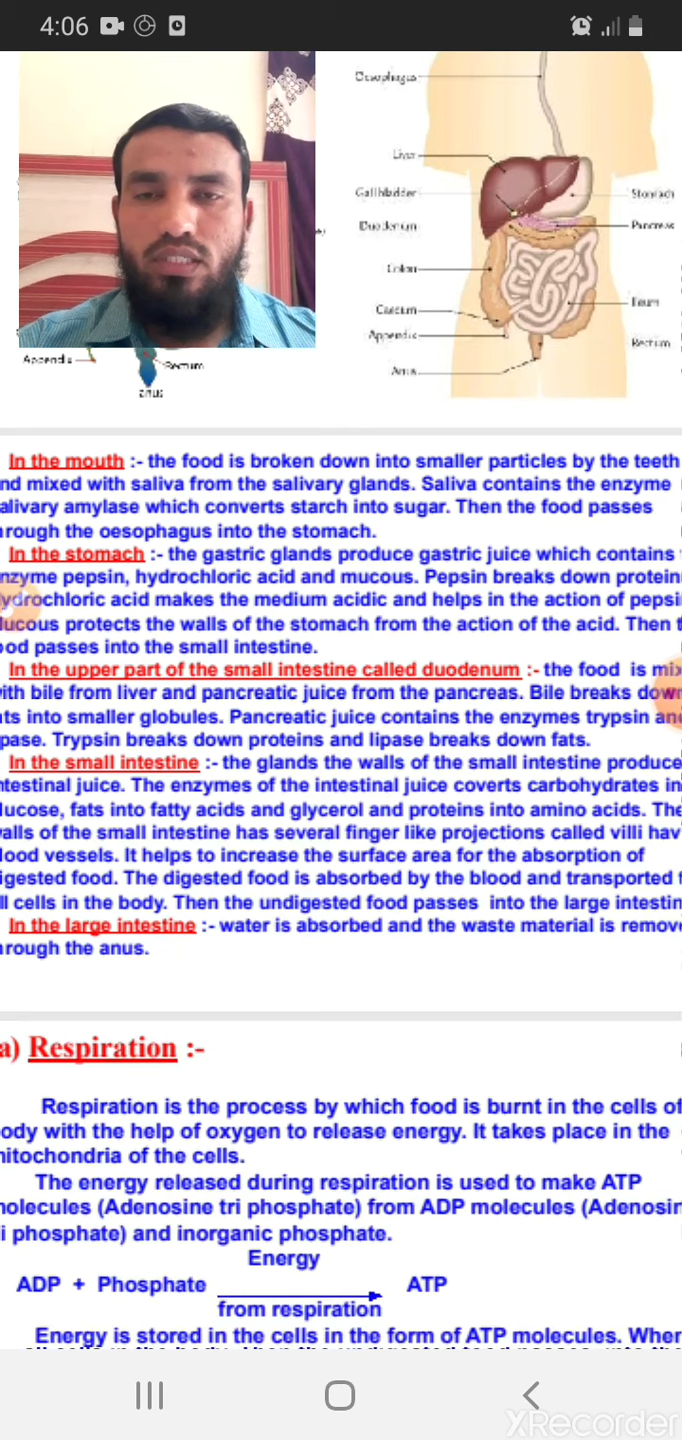 4:06
Oesophagus
Liver
Gallbladder
Stomach
Duodenum
Pancreas
Colon
Ileum
Caecum
Appendix
Rectum
Anus
Appendix
Rectum
anus
In the mouth :- the food is broken down into smaller particles by the teeth
nd mixed with saliva from the salivary glands. Saliva contains the enzyme
alivary amylase which converts starch into sugar. Then the food passes
rough the oesophagus into the stomach.
In the stomach :- the gastric glands produce gastric juice which contains
nzyme pepsin, hydrochloric acid and mucous. Pepsin breaks down protein
ydrochloric acid makes the medium acidic and helps in the action of pepsi
ucous protects the walls of the stomach from the action of the acid. Then t
ood passes into the small intestine.
In the upper part of the small intestine called duodenum :- the food is mix
ith bile from liver and pancreatic juice from the pancreas. Bile breaks down
ats into smaller globules. Pancreatic juice contains the enzymes trypsin and
pase. Trypsin breaks down proteins and lipase breaks down fats.
In the small intestine :- the glands the walls of the small intestine produce
ntestinal juice. The enzymes of the intestinal juice coverts carbohydrates in
lucose, fats into fatty acids and glycerol and proteins into amino acids. The
alls of the small intestine has several finger like projections called villi hav
lood vessels. It helps to increase the surface area for the absorption of
igested food. The digested food is absorbed by the blood and transported t
ll cells in the body. Then the undigested food passes into the large intestin
In the large intestine :- water is absorbed and the waste material is remove
rough the anus.
a) Respiration :-
Respiration is the process by which food is burnt in the cells of
ody with the help of oxygen to release energy. It takes place in the
mitochondria of the cells.
The energy released during respiration is used to make ATP
molecules (Adenosine tri phosphate) from ADP molecules (Adenosin
i phosphate) and inorganic phosphate.
Energy
ADP + Phosphate ATP
from respiration
Energy is stored in the cells in the form of ATP molecules. When
XRecorder